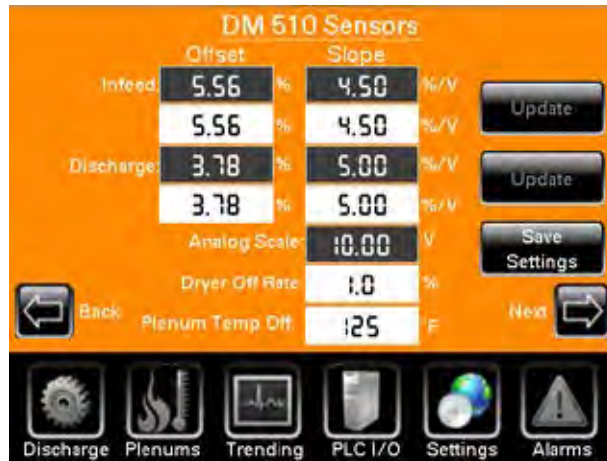 DM 510 Sensors
Offset Slope
Infeed: 5.56 % 4.50 %/V
5.56 % 4.50 %/V
Update
Discharge: 3.78 % 5.00 %/V
3.78 % 5.00 %/V
Update
Analog Scale: 10.00 V
Save Settings
Dryer Off Rate 1.0 %
Back
Plenum Temp Off: 125 F
Next
Discharge Plenums Trending PLC I/O Settings Alarms